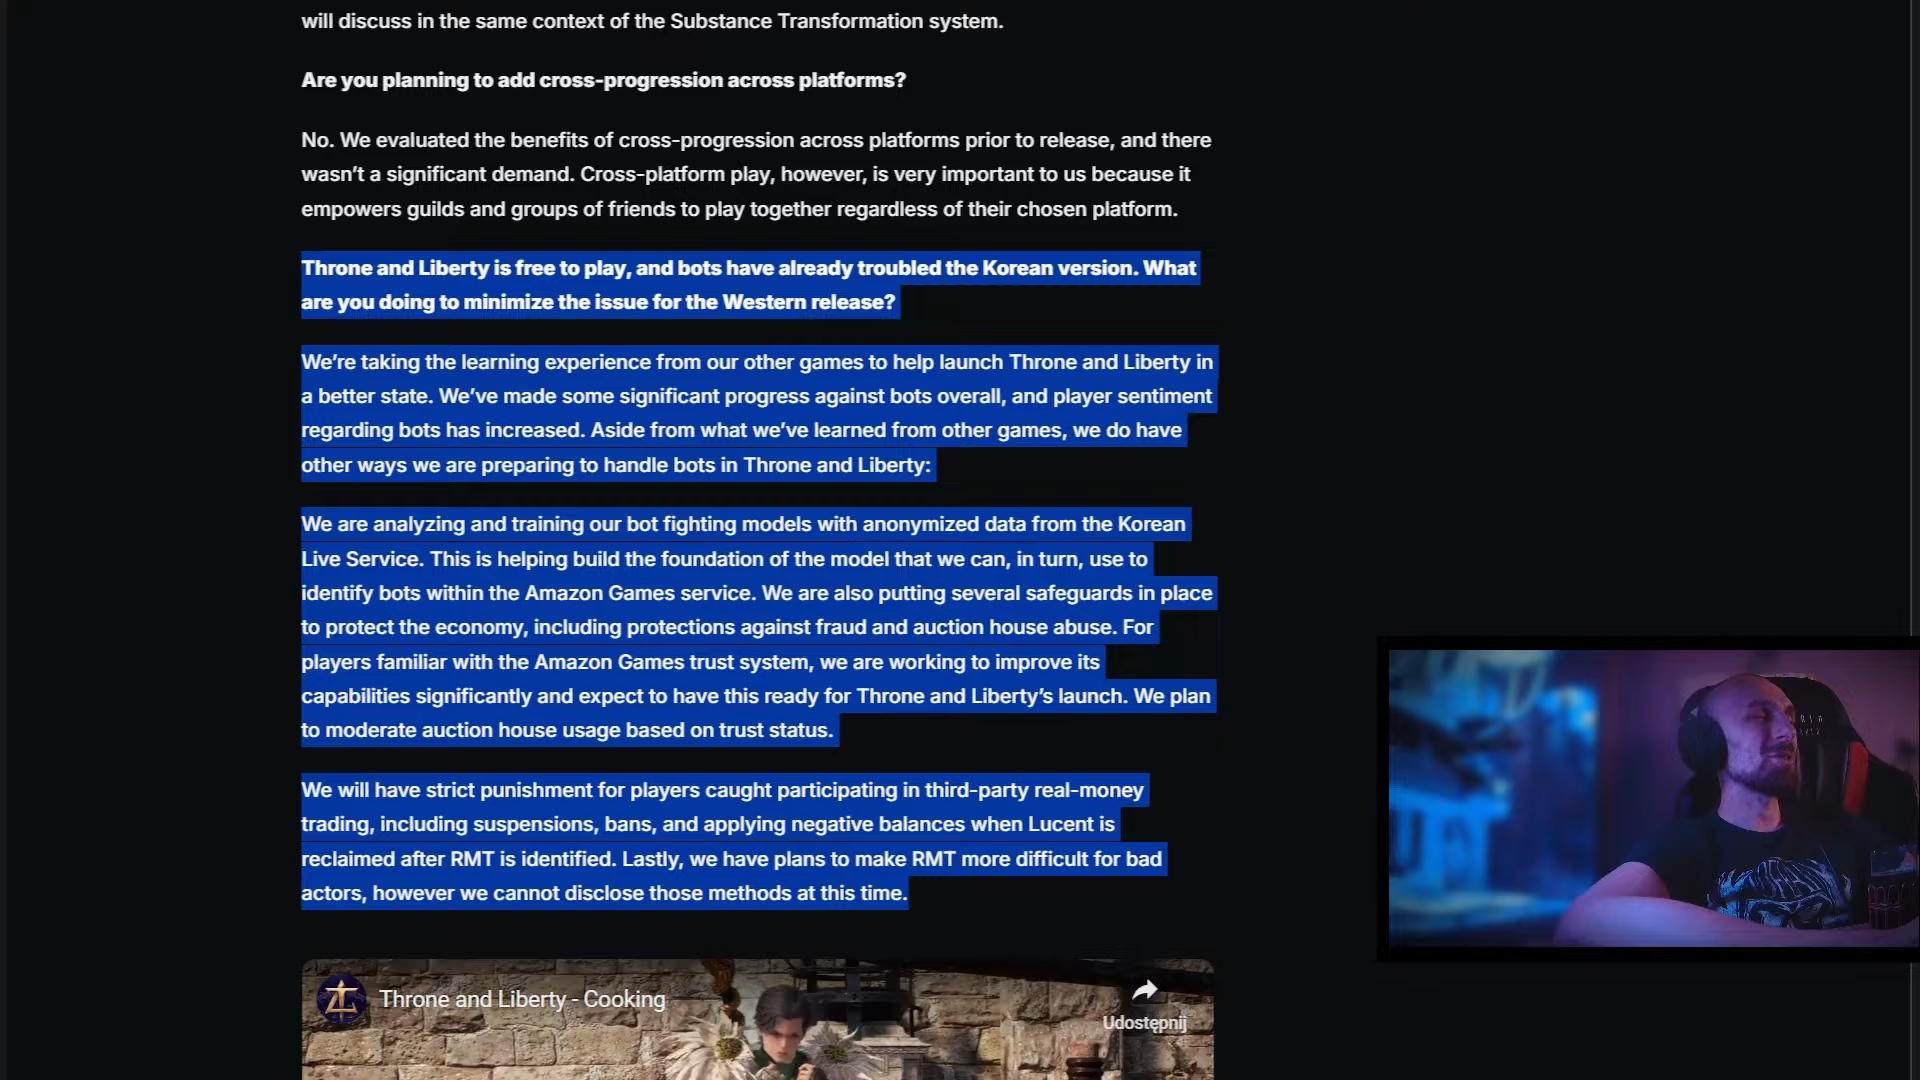 will discuss in the same context of the Substance Transformation system.
Are you planning to add cross-progression across platforms?
No. We evaluated the benefits of cross-progression across platforms prior to release, and there
wasn’t a significant demand. Cross-platform play, however, is very important to us because it
empowers guilds and groups of friends to play together regardless of their chosen platform.
Throne and Liberty is free to play, and bots have already troubled the Korean version. What
are you doing to minimize the issue for the Western release?
We’re taking the learning experience from our other games to help launch Throne and Liberty in
a better state. We’ve made some significant progress against bots overall, and player sentiment
regarding bots has increased. Aside from what we’ve learned from other games, we do have
other ways we are preparing to handle bots in Throne and Liberty:
We are analyzing and training our bot fighting models with anonymized data from the Korean
Live Service. This is helping build the foundation of the model that we can, in turn, use to
identify bots within the Amazon Games service. We are also putting several safeguards in place
to protect the economy, including protections against fraud and auction house abuse. For
players familiar with the Amazon Games trust system, we are working to improve its
capabilities significantly and expect to have this ready for Throne and Liberty’s launch. We plan
to moderate auction house usage based on trust status.
We will have strict punishment for players caught participating in third-party real-money
trading, including suspensions, bans, and applying negative balances when Lucent is
reclaimed after RMT is identified. Lastly, we have plans to make RMT more difficult for bad
actors, however we cannot disclose those methods at this time.
Throne and Liberty - Cooking
Udostępnij